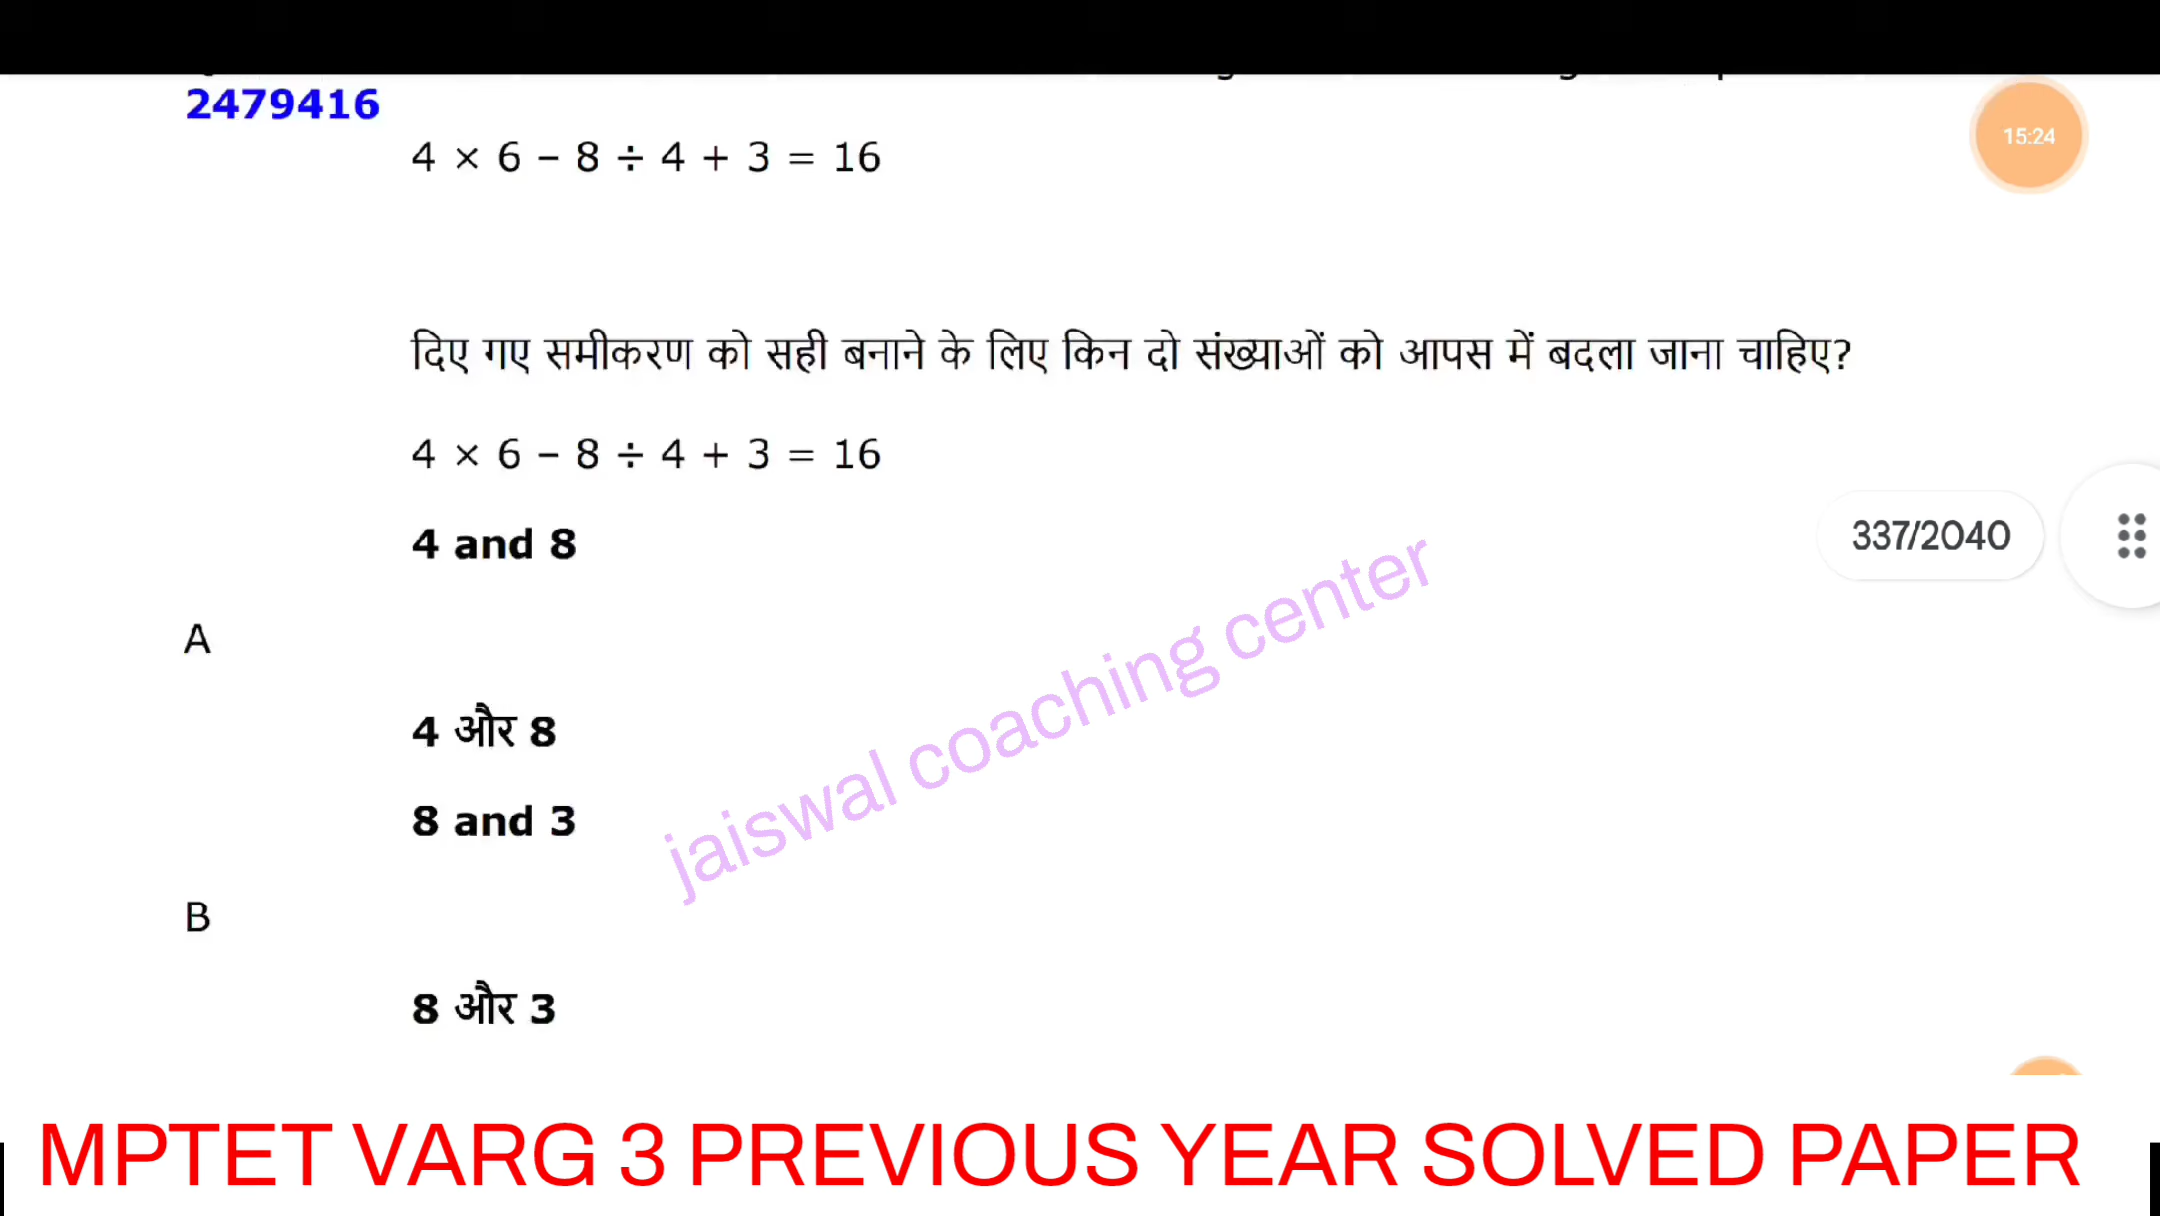 2479416
15:24
4 × 6 – 8 ÷ 4 + 3 = 16
दिए गए समीकरण को सही बनाने के लिए किन दो संख्याओं को आपस में बदला जाना चाहिए?
4 × 6 – 8 ÷ 4 + 3 = 16
337/2040
4 and 8
A
4 और 8
jaiswal coaching center
8 and 3
B
8 और 3
MPTET VARG 3 PREVIOUS YEAR SOLVED PAPER